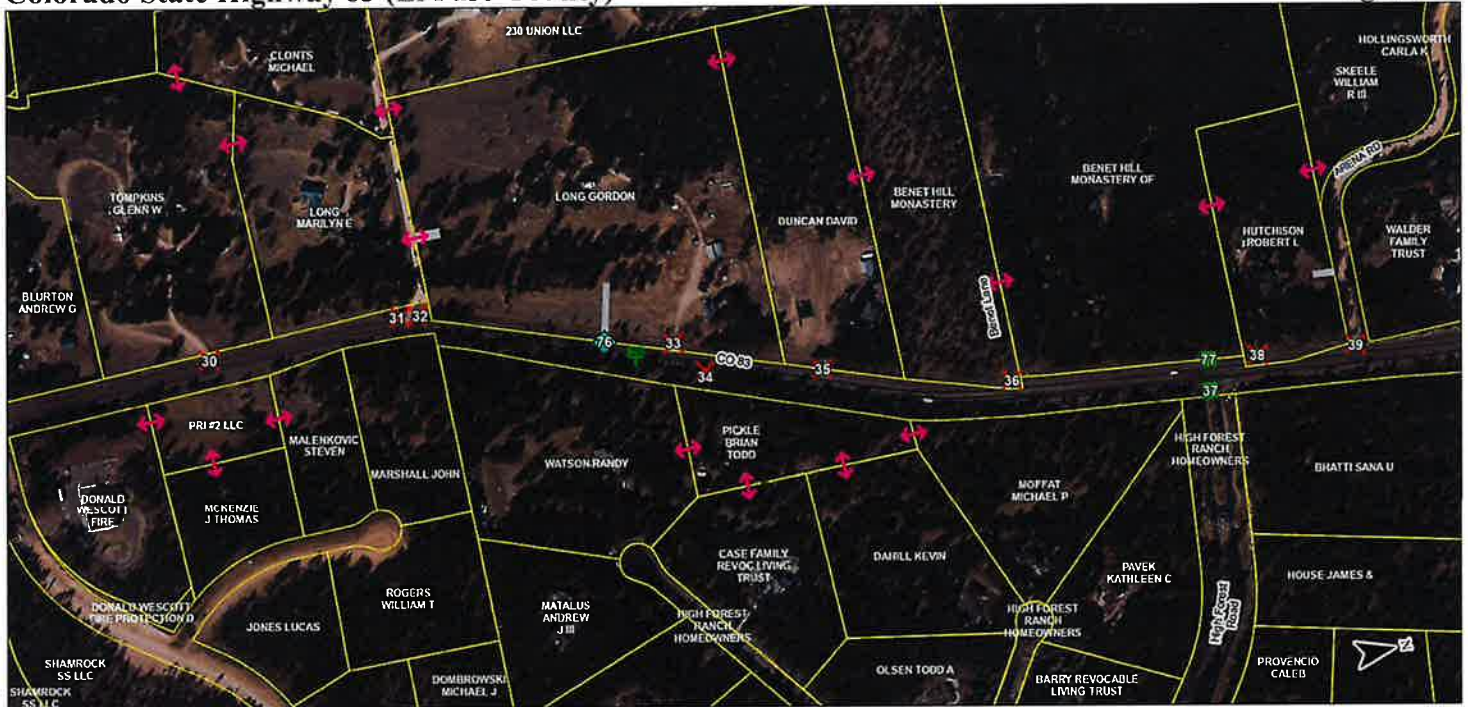 230 UNION LLC
HOLLINGSWORTH
CARLA K
CLONTS
MICHAEL
SKEELE
WILLIAM
R III
ARENA RD
BENET HILL
MONASTERY OF
TOMPKINS
GLENN W
LONG
MARILYN E
LONG GORDON
BENET HILL
MONASTERY
DUNCAN DAVID
HUTCHISON
ROBERT L
WALDER
FAMILY
TRUST
BLURTON
ANDREW G
Benet Lane
31
32
30
76
33
CO 83
34
35
36
77
37
38
39
PRI #2 LLC
MALENKOVIC
STEVEN
MARSHALL JOHN
WATSON RANDY
PICKLE
BRIAN
TODD
HIGH FOREST
RANCH
HOMEOWNERS
BHATTI SANA U
DONALD
WESCOTT
FIRE
MCKENZIE
J THOMAS
MOFFAT
MICHAEL P
CASE FAMILY
REVOC LIVING
TRUST
DAHILL KEVIN
PAVEK
KATHLEEN C
HOUSE JAMES &
ROGERS
WILLIAM T
MATALUS
ANDREW
J III
DONALD WESCOTT
FIRE PROTECTION D
JONES LUCAS
HIGH FOREST
RANCH
HOMEOWNERS
HIGH FOREST
RANCH
HOMEOWNERS
High Forest
Road
SHAMROCK
SS LLC
SHAMROCK
SS LLC
DOMBROWSKI
MICHAEL J
OLSEN TODD A
BARRY REVOCABLE
LIVING TRUST
PROVENCIO
CALEB
N